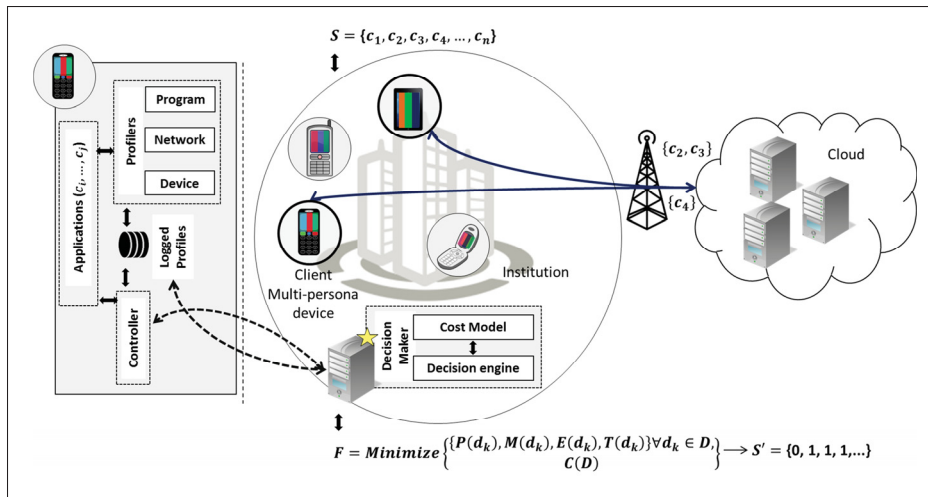 S = {c₁, c₂, c₃, c₄, ..., cₙ}
Applications (cᵢ, ..., cⱼ)
Profilers
Program
Network
Device
Logged
Profiles
Controller
Client
Multi-persona
device
Institution
{c₂, c₃}
{c₄}
Cloud
Decision
Maker
Cost Model
Decision engine
F = Minimize { {P(dₖ), M(dₖ), E(dₖ), T(dₖ)}∀dₖ ∈ D,
C(D) } → S′ = {0, 1, 1, 1,...}